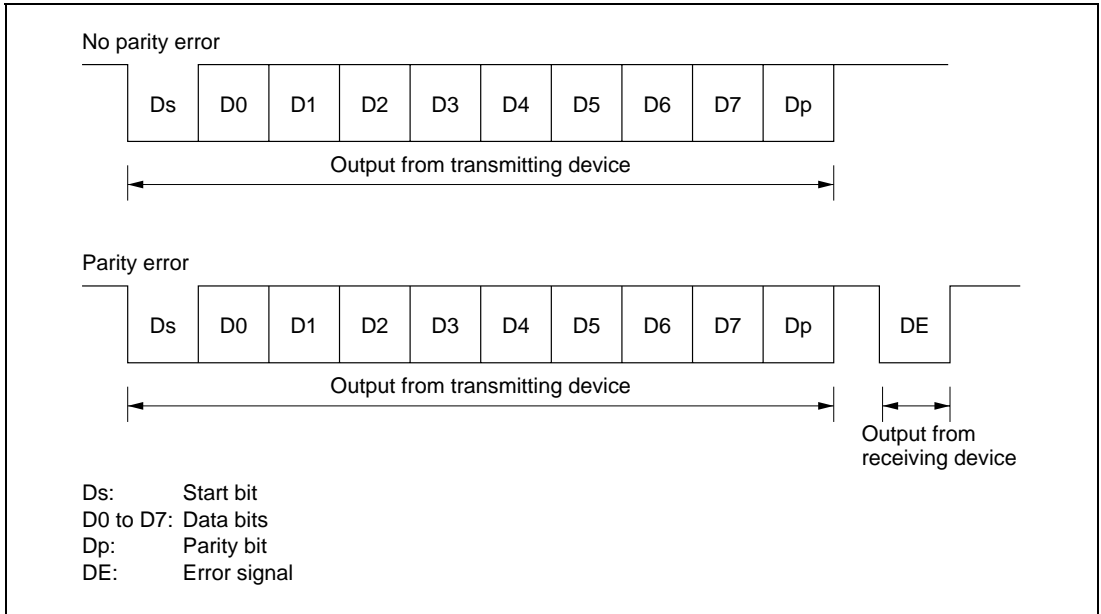 No parity error
Ds D0 D1 D2 D3 D4 D5 D6 D7 Dp
Output from transmitting device
Parity error
Ds D0 D1 D2 D3 D4 D5 D6 D7 Dp DE
Output from transmitting device
Output from
receiving device
Ds: Start bit
D0 to D7: Data bits
Dp: Parity bit
DE: Error signal